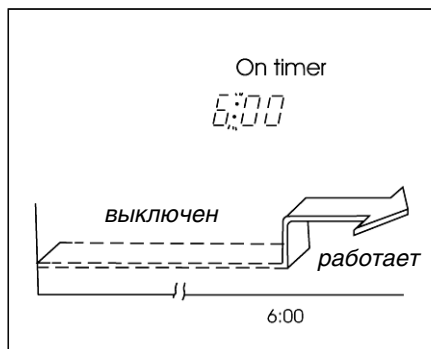 On timer
6:00
выключен
работает
6:00